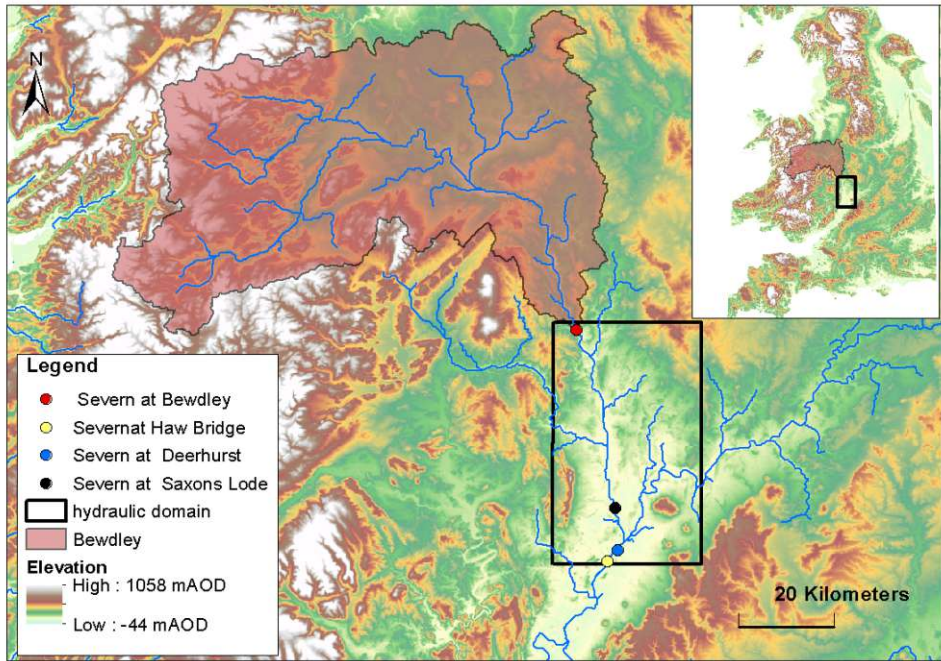 N
Legend
Severn at Bewdley
Severnat Haw Bridge
Severn at Deerhurst
Severn at Saxons Lode
hydraulic domain
Bewdley
Elevation
High : 1058 mAOD
Low : -44 mAOD
20 Kilometers